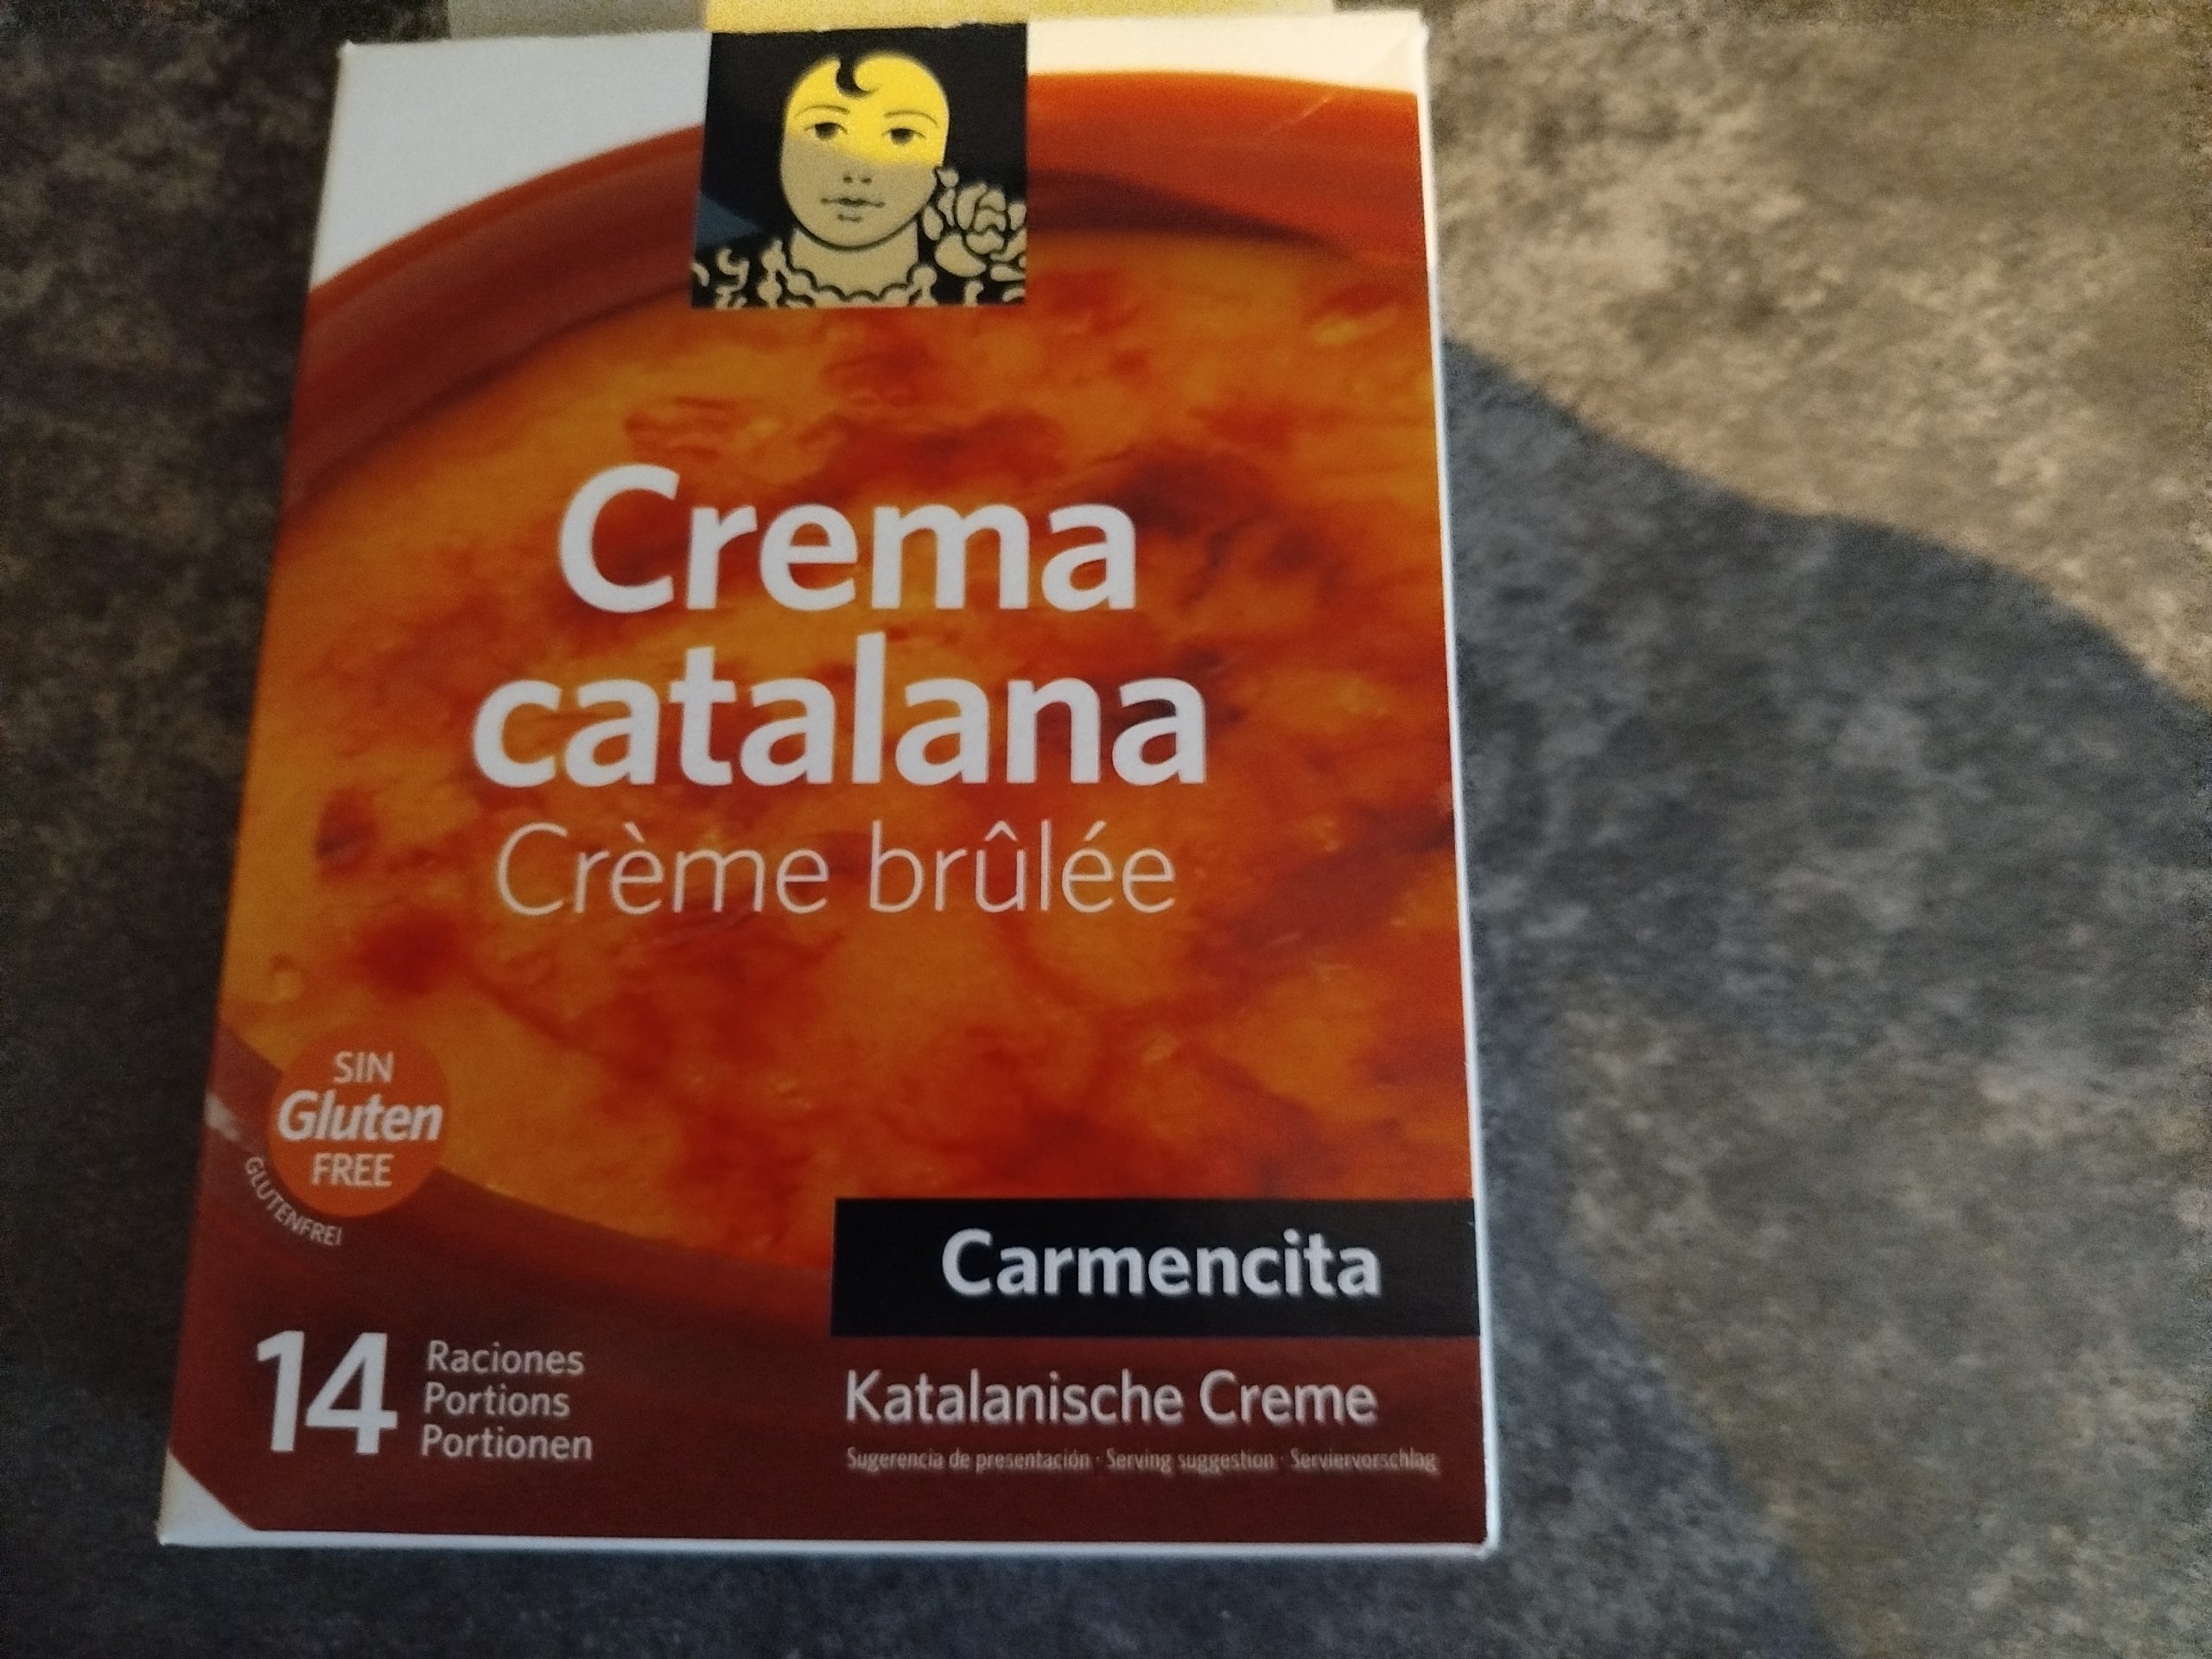 Crema
catalana
Crème brûlée
SIN
Gluten
FREE
GLUTENFREI
Carmencita
14
Raciones
Portions
Portionen
Katalanische Creme
Sugerencia de presentación · Serving suggestion · Serviervorschlag